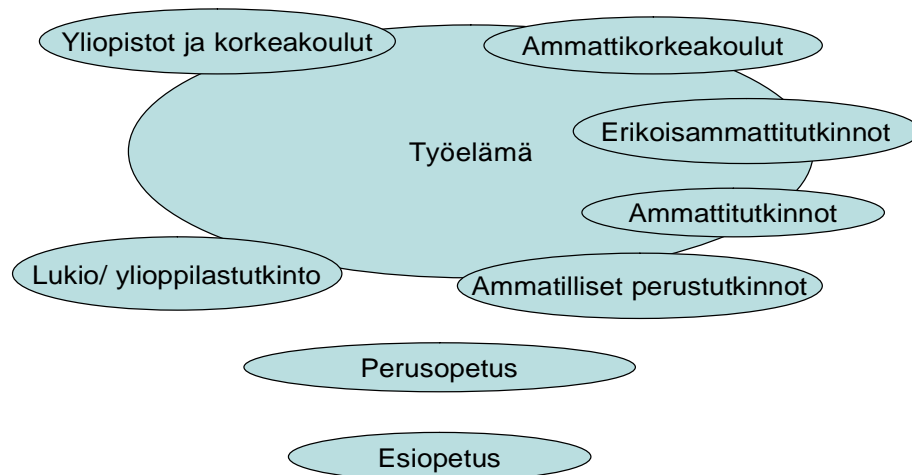 Yliopistot ja korkeakoulut
Ammattikorkeakoulut
Erikoisammattitutkinnot
Työelämä
Ammattitutkinnot
Lukio/ ylioppilastutkinto
Ammatilliset perustutkinnot
Perusopetus
Esiopetus